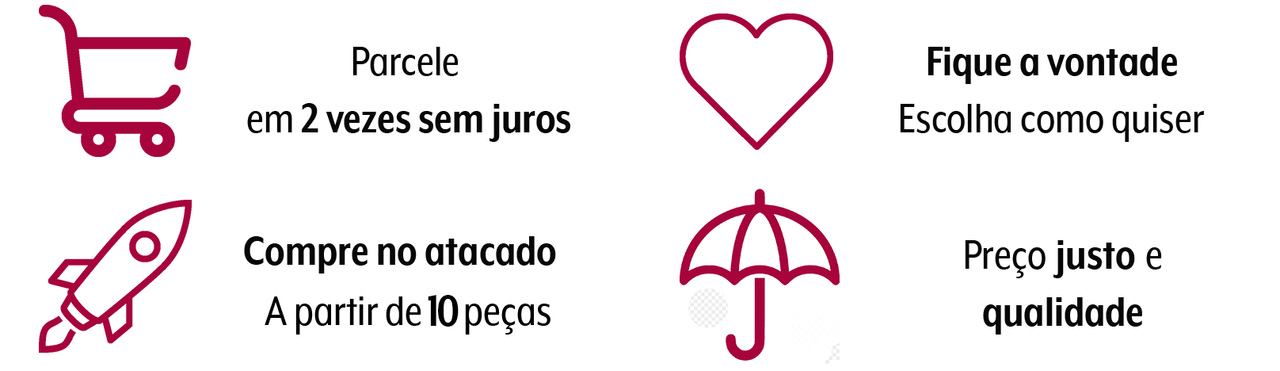 Parcele
em 2 vezes sem juros
Fique a vontade
Escolha como quiser
Compre no atacado
A partir de 10 peças
Preço justo e
qualidade